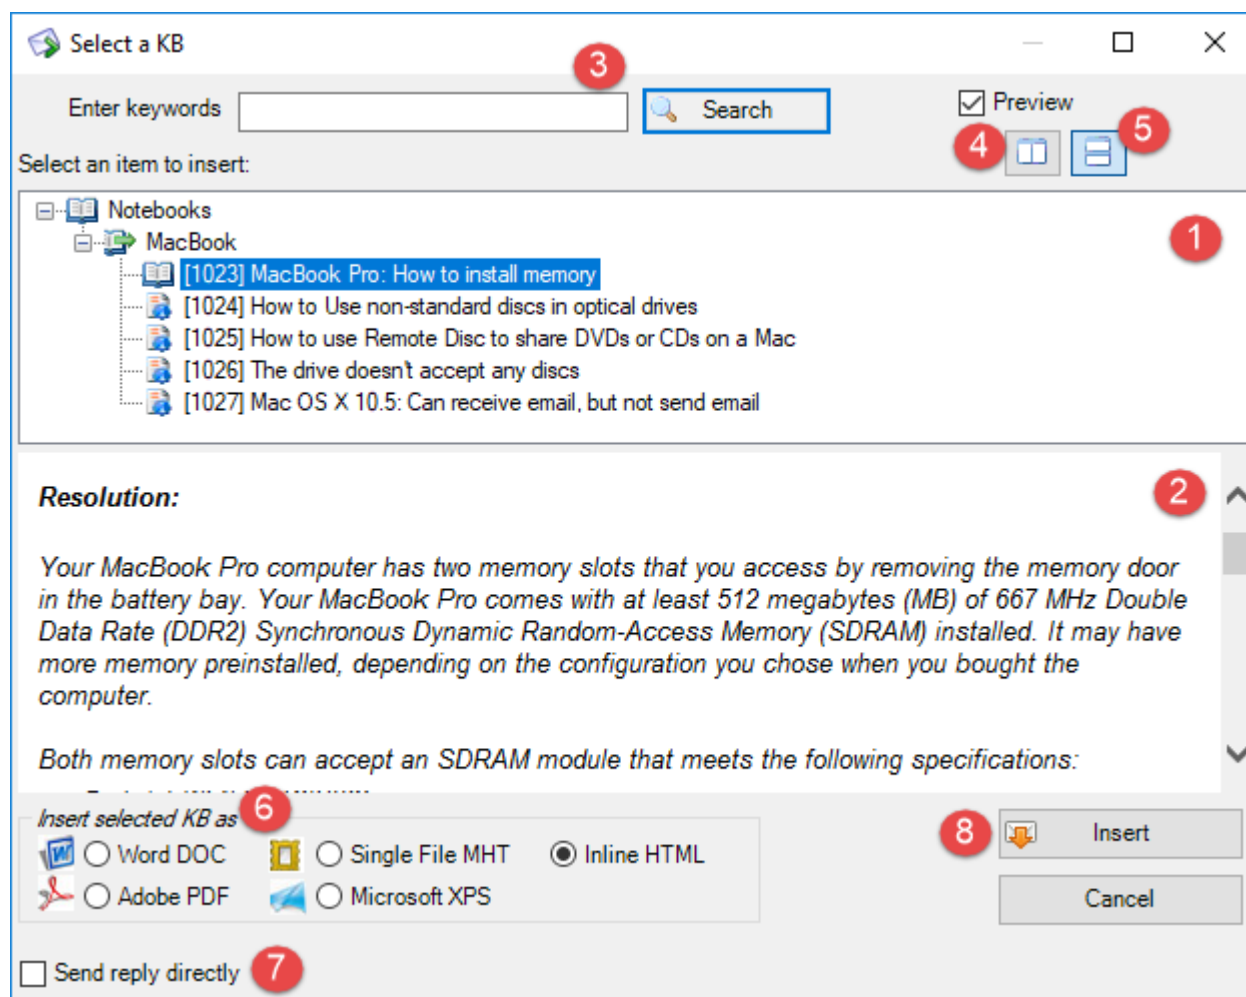 Select a KB
3
Enter keywords
Search
Preview
4
5
Select an item to insert:
Notebooks
1
MacBook
[1023] MacBook Pro: How to install memory
[1024] How to Use non-standard discs in optical drives
[1025] How to use Remote Disc to share DVDs or CDs on a Mac
[1026] The drive doesn't accept any discs
[1027] Mac OS X 10.5: Can receive email, but not send email
Resolution:
2
Your MacBook Pro computer has two memory slots that you access by removing the memory door
in the battery bay. Your MacBook Pro comes with at least 512 megabytes (MB) of 667 MHz Double
Data Rate (DDR2) Synchronous Dynamic Random-Access Memory (SDRAM) installed. It may have
more memory preinstalled, depending on the configuration you chose when you bought the
computer.
Both memory slots can accept an SDRAM module that meets the following specifications:
Insert selected KB as
6
Word DOC
Single File MHT
Inline HTML
Adobe PDF
Microsoft XPS
8
Insert
Cancel
Send reply directly
7